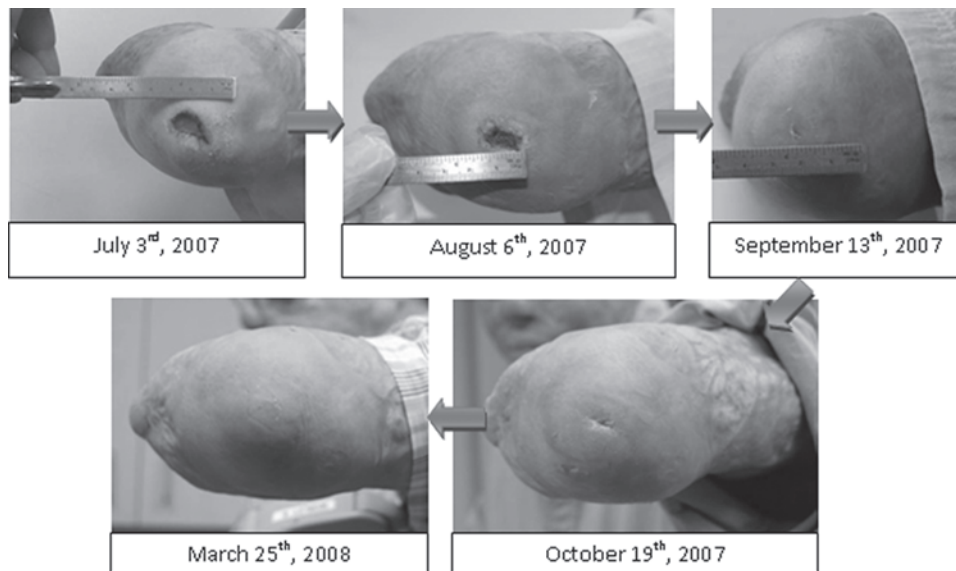 July 3rd, 2007
August 6th, 2007
September 13th, 2007
March 25th, 2008
October 19th, 2007